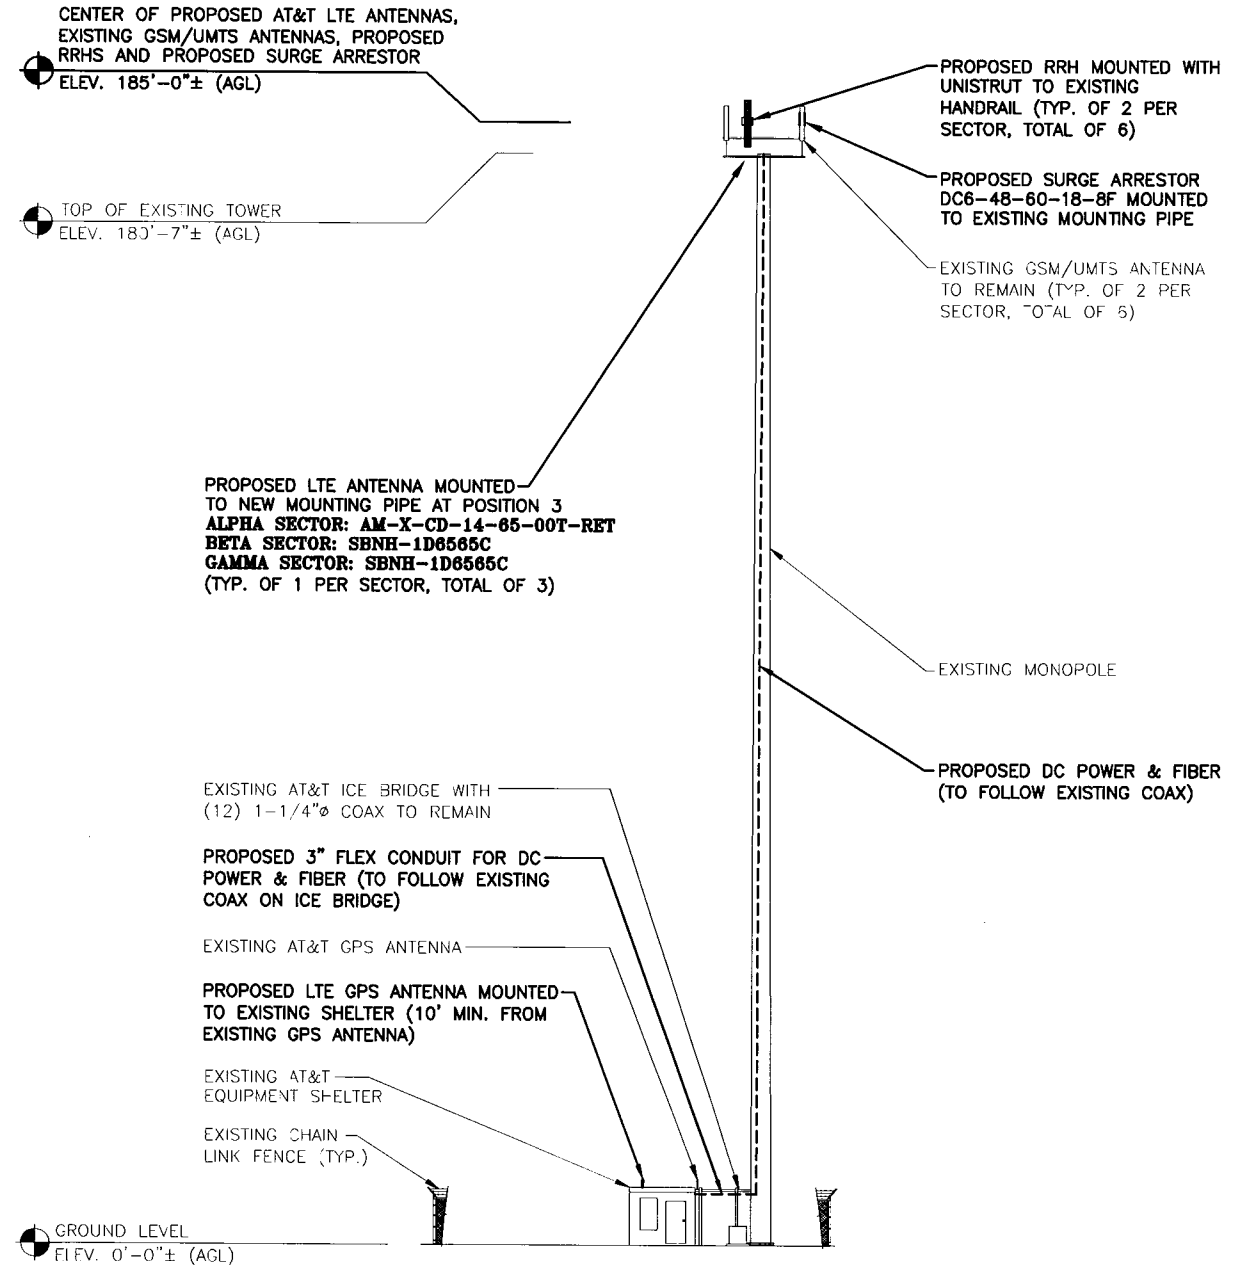 CENTER OF PROPOSED AT&T LTE ANTENNAS,
EXISTING GSM/UMTS ANTENNAS, PROPOSED
RRHS AND PROPOSED SURGE ARRESTOR
ELEV. 185'-0"± (AGL)
TOP OF EXISTING TOWER
ELEV. 180'-7"± (AGL)
PROPOSED RRH MOUNTED WITH
UNISTRUT TO EXISTING
HANDRAIL (TYP. OF 2 PER
SECTOR, TOTAL OF 6)
PROPOSED SURGE ARRESTOR
DC6-48-60-18-8F MOUNTED
TO EXISTING MOUNTING PIPE
EXISTING GSM/UMTS ANTENNA
TO REMAIN (TYP. OF 2 PER
SECTOR, TOTAL OF 6)
PROPOSED LTE ANTENNA MOUNTED
TO NEW MOUNTING PIPE AT POSITION 3
ALPHA SECTOR: AM-X-CD-14-65-00T-RET
BETA SECTOR: SBNH-1D6565C
GAMMA SECTOR: SBNH-1D6565C
(TYP. OF 1 PER SECTOR, TOTAL OF 3)
EXISTING MONOPOLE
PROPOSED DC POWER & FIBER
(TO FOLLOW EXISTING COAX)
EXISTING AT&T ICE BRIDGE WITH
(12) 1-1/4"ø COAX TO REMAIN
PROPOSED 3" FLEX CONDUIT FOR DC
POWER & FIBER (TO FOLLOW EXISTING
COAX ON ICE BRIDGE)
EXISTING AT&T GPS ANTENNA
PROPOSED LTE GPS ANTENNA MOUNTED
TO EXISTING SHELTER (10' MIN. FROM
EXISTING GPS ANTENNA)
EXISTING AT&T
EQUIPMENT SHELTER
EXISTING CHAIN
LINK FENCE (TYP.)
GROUND LEVEL
ELEV. 0'-0"± (AGL)